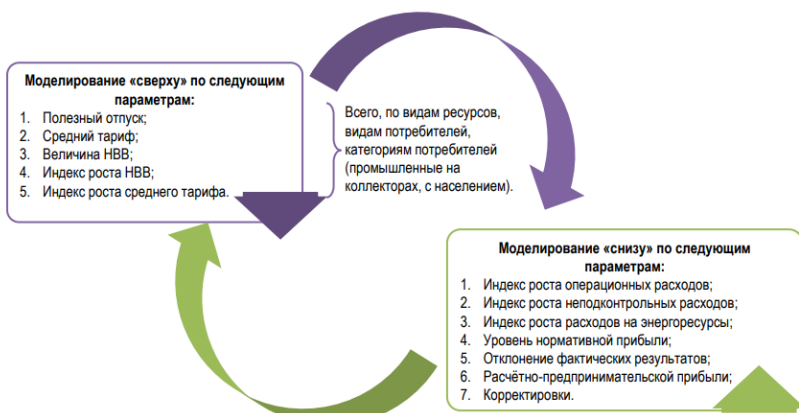 Моделирование «сверху» по следующим
параметрам:
1. Полезный отпуск;
2. Средний тариф;
3. Величина НВВ;
4. Индекс роста НВВ;
5. Индекс роста среднего тарифа.
Всего, по видам ресурсов,
видам потребителей,
категориям потребителей
(промышленные на
коллекторах, с населением).
Моделирование «снизу» по следующим
параметрам:
1. Индекс роста операционных расходов;
2. Индекс роста неподконтрольных расходов;
3. Индекс роста расходов на энергоресурсы;
4. Уровень нормативной прибыли;
5. Отклонение фактических результатов;
6. Расчётно-предпринимательской прибыли;
7. Корректировки.